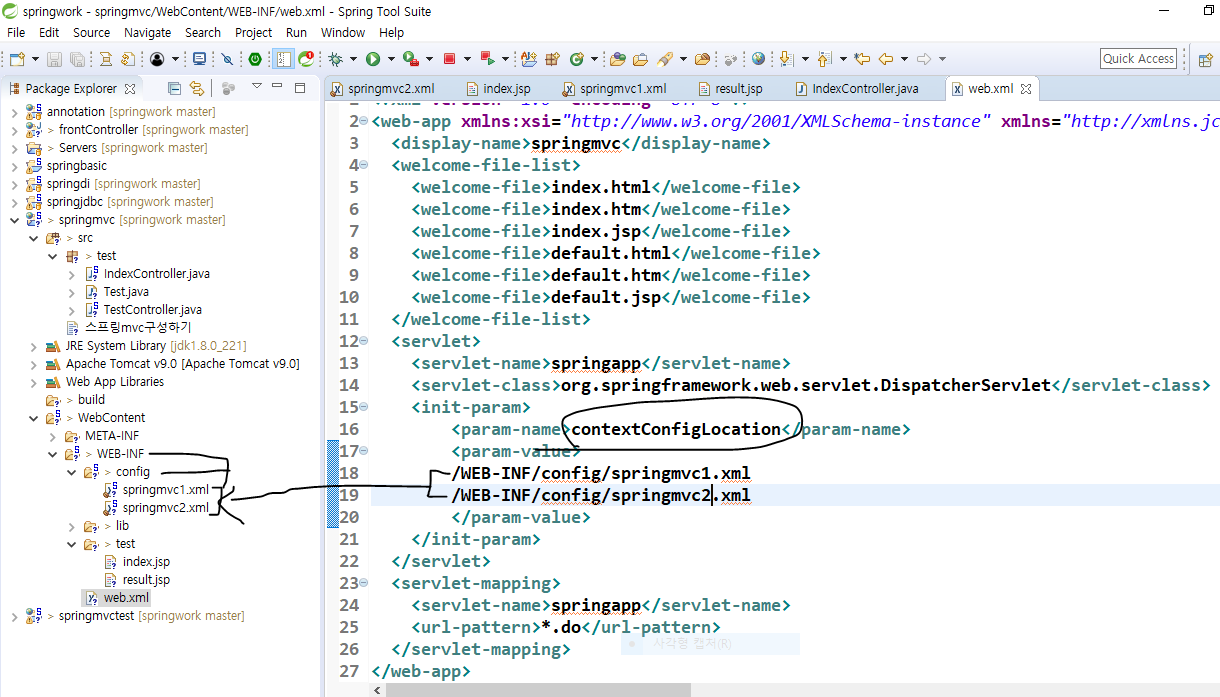 springwork - springmvc/WebContent/WEB-INF/web.xml - Spring Tool Suite
File Edit Source Navigate Search Project Run Window Help
Quick Access
Package Explorer
springmvc2.xml index.jsp springmvc1.xml result.jsp IndexController.java web.xml
annotation [springwork master]
> frontController [springwork master]
> Servers [springwork master]
springbasic
springdi [springwork master]
springjdbc [springwork master]
> springmvc [springwork master]
> src
> test
IndexController.java
Test.java
TestController.java
스프링mvc구성하기
JRE System Library [jdk1.8.0_221]
Apache Tomcat v9.0 [Apache Tomcat v9.0]
Web App Libraries
> build
> WebContent
META-INF
> WEB-INF
> config
springmvc1.xml
springmvc2.xml
> lib
> test
index.jsp
result.jsp
web.xml
> springmvctest [springwork master]
2 <web-app xmlns:xsi="http://www.w3.org/2001/XMLSchema-instance" xmlns="http://xmlns.jc
3 <display-name>springmvc</display-name>
4 <welcome-file-list>
5 <welcome-file>index.html</welcome-file>
6 <welcome-file>index.htm</welcome-file>
7 <welcome-file>index.jsp</welcome-file>
8 <welcome-file>default.html</welcome-file>
9 <welcome-file>default.htm</welcome-file>
10 <welcome-file>default.jsp</welcome-file>
11 </welcome-file-list>
12 <servlet>
13 <servlet-name>springapp</servlet-name>
14 <servlet-class>org.springframework.web.servlet.DispatcherServlet</servlet-class>
15 <init-param>
16 <param-name>contextConfigLocation</param-name>
17 <param-value>
18 /WEB-INF/config/springmvc1.xml
19 /WEB-INF/config/springmvc2.xml
20 </param-value>
21 </init-param>
22 </servlet>
23 <servlet-mapping>
24 <servlet-name>springapp</servlet-name>
25 <url-pattern>*.do</url-pattern>
사각형 캡처(R)
26 </servlet-mapping>
27 </web-app>